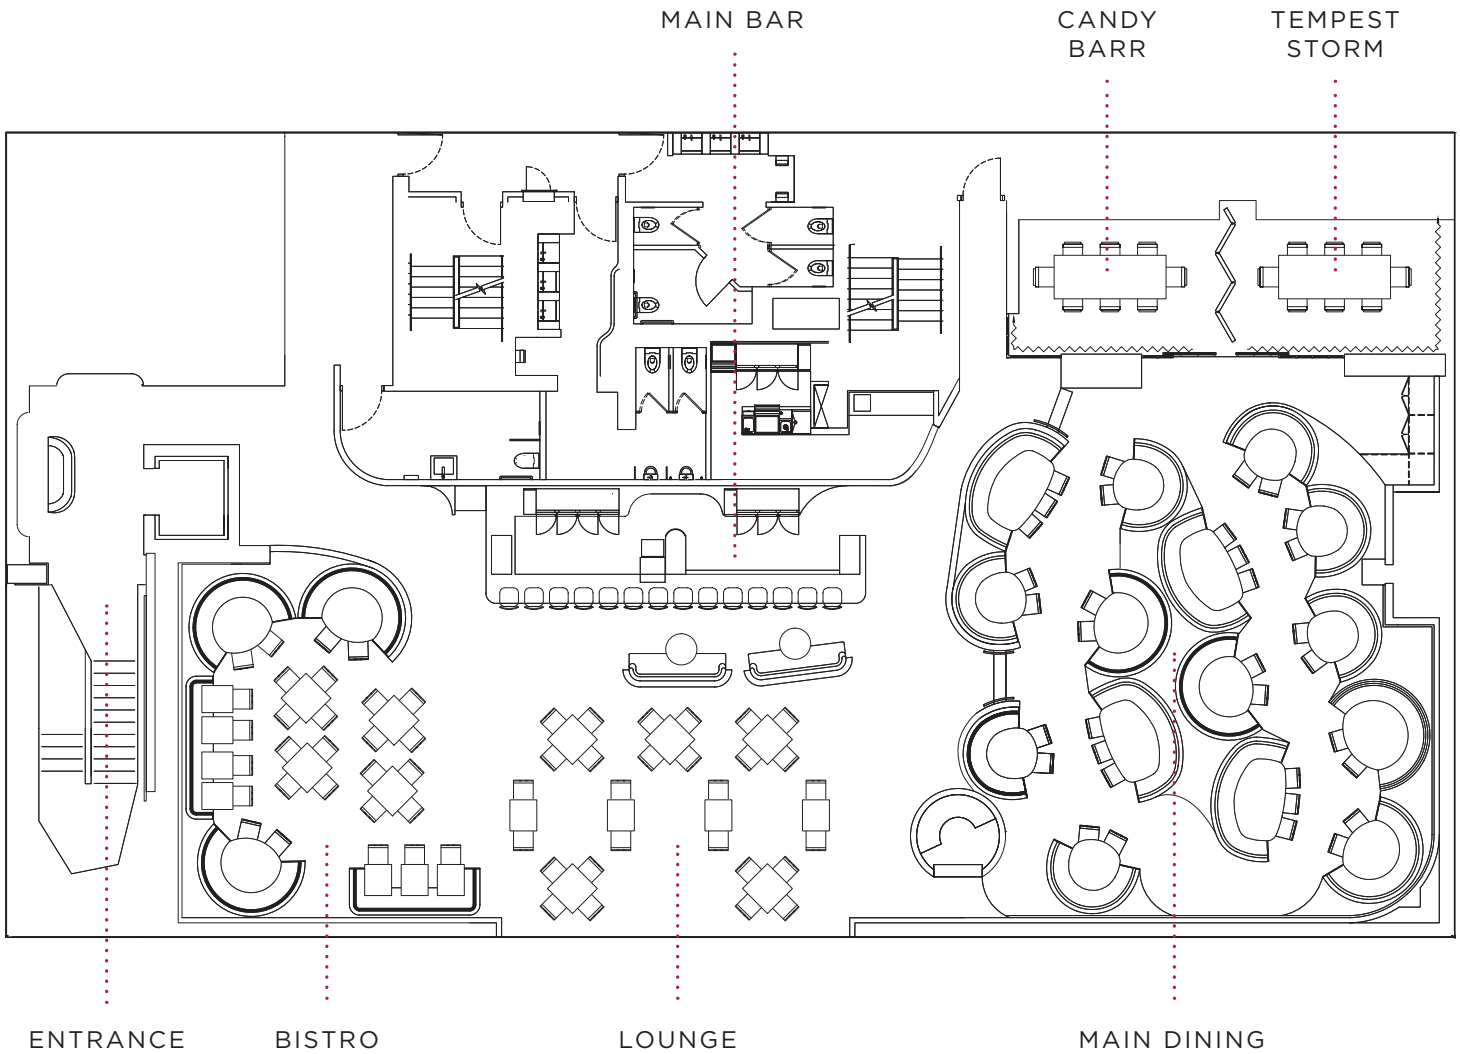 MAIN BAR
CANDY
BARR
TEMPEST
STORM
ENTRANCE
BISTRO
LOUNGE
MAIN DINING